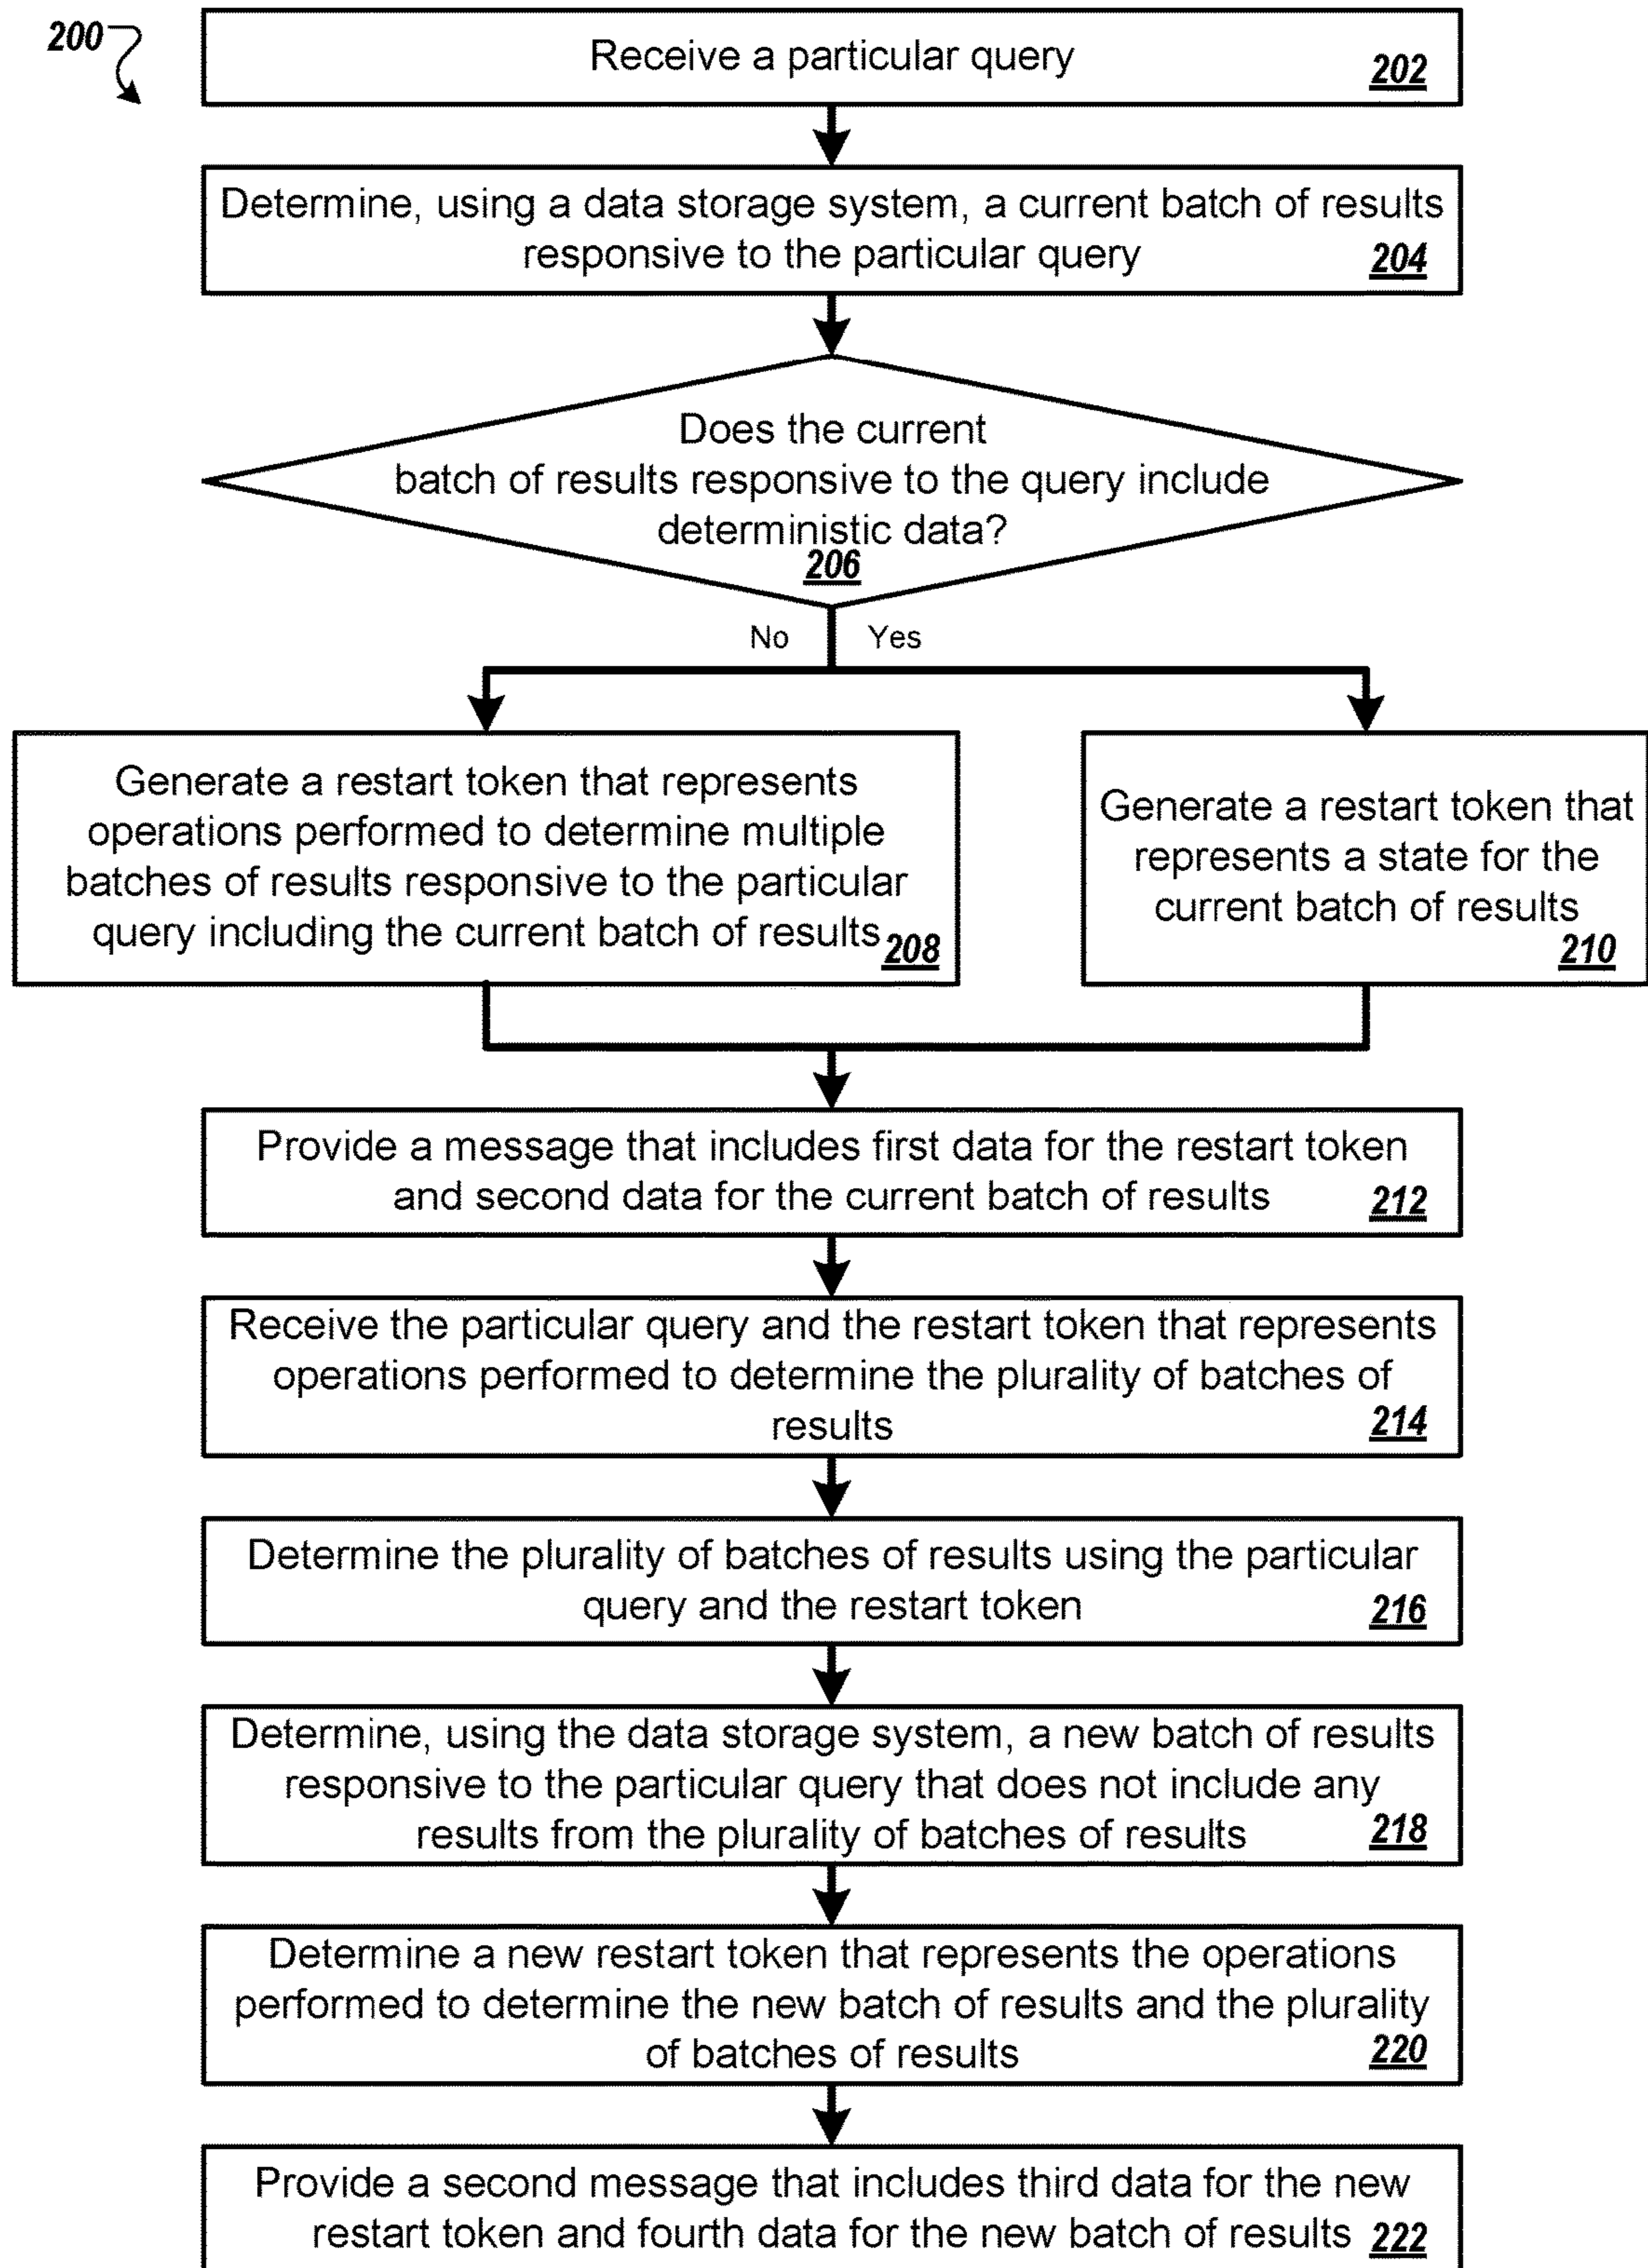 200
Receive a particular query
202
Determine, using a data storage system, a current batch of results
responsive to the particular query
204
Does the current
batch of results responsive to the query include
deterministic data?
206
No
Yes
Generate a restart token that represents
operations performed to determine multiple
batches of results responsive to the particular
query including the current batch of results
208
Generate a restart token that
represents a state for the
current batch of results
210
Provide a message that includes first data for the restart token
and second data for the current batch of results
212
Receive the particular query and the restart token that represents
operations performed to determine the plurality of batches of
results
214
Determine the plurality of batches of results using the particular
query and the restart token
216
Determine, using the data storage system, a new batch of results
responsive to the particular query that does not include any
results from the plurality of batches of results
218
Determine a new restart token that represents the operations
performed to determine the new batch of results and the plurality
of batches of results
220
Provide a second message that includes third data for the new
restart token and fourth data for the new batch of results
222